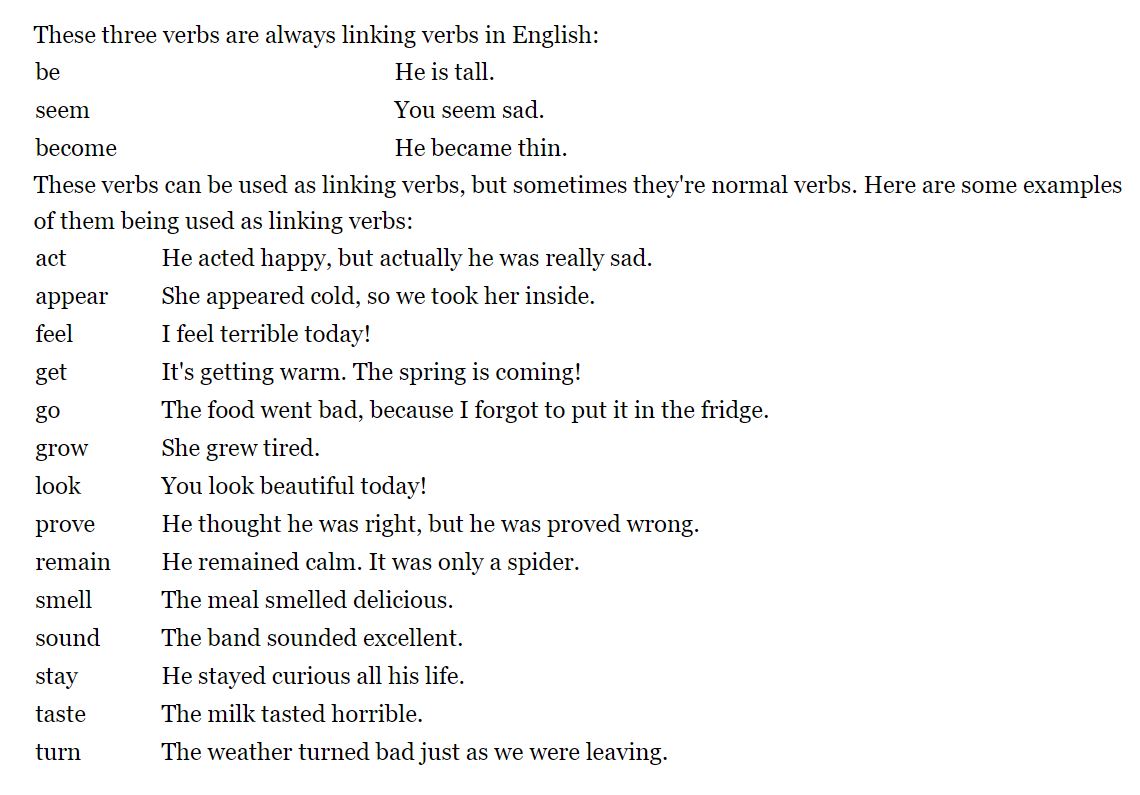 These three verbs are always linking verbs in English:
be He is tall.
seem You seem sad.
become He became thin.
These verbs can be used as linking verbs, but sometimes they're normal verbs. Here are some examples
of them being used as linking verbs:
act He acted happy, but actually he was really sad.
appear She appeared cold, so we took her inside.
feel I feel terrible today!
get It's getting warm. The spring is coming!
go The food went bad, because I forgot to put it in the fridge.
grow She grew tired.
look You look beautiful today!
prove He thought he was right, but he was proved wrong.
remain He remained calm. It was only a spider.
smell The meal smelled delicious.
sound The band sounded excellent.
stay He stayed curious all his life.
taste The milk tasted horrible.
turn The weather turned bad just as we were leaving.